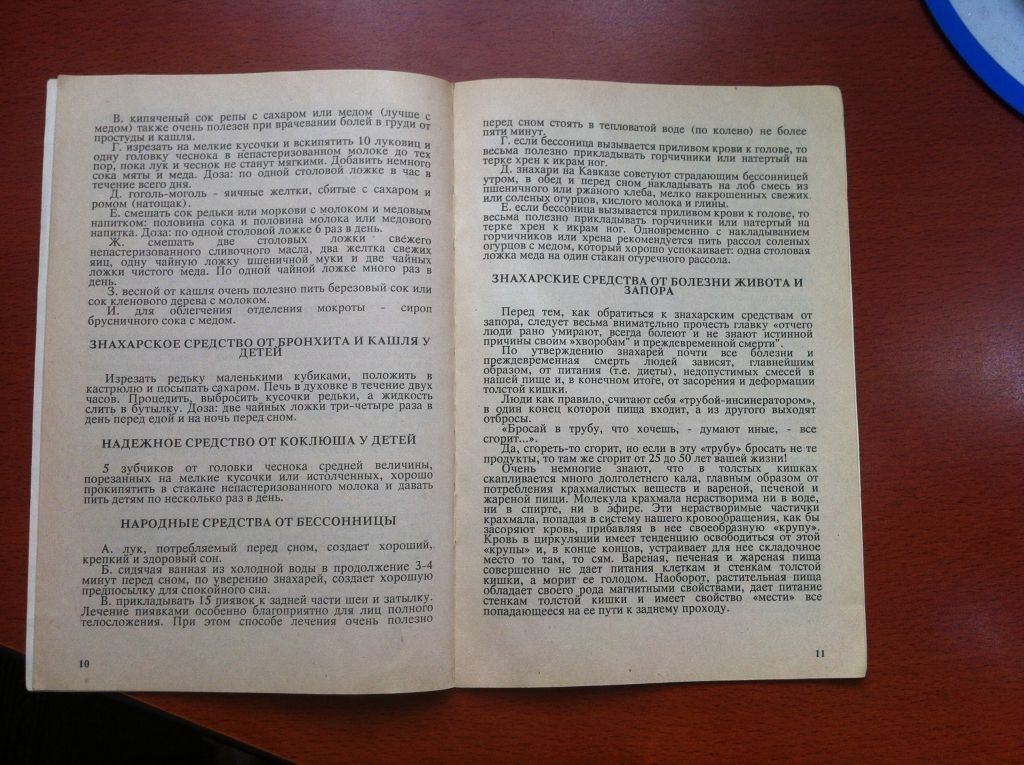 В. кипяченый сок репы с сахаром или медом (лучше с
медом) также очень полезен при врачевании болей в груди от
простуды и кашля.
Г. изрезать на мелкие кусочки и вскипятить 10 луковиц и
одну головку чеснока в непастеризованном молоке до тех
пор, пока лук и чеснок не станут мягкими. Добавить немного
сока мяты и меда. Доза: по одной столовой ложке в час в
течение всего дня.
Д. гоголь-моголь - яичные желтки, сбитые с сахаром и
ромом (натощак).
Е. смешать сок редьки или моркови с молоком и медовым
напитком: половина сока и половина молока или медового
напитка. Доза: по одной столовой ложке 6 раз в день.
Ж. смешать две столовых ложки свежего
непастеризованного сливочного масла, два желтка свежих
яиц, одну чайную ложку пшеничной муки и две чайных
ложки чистого меда. По одной чайной ложке много раз в
день.
З. весной от кашля очень полезно пить березовый сок или
сок кленового дерева с молоком.
И. для облегчения отделения мокроты - сироп
брусничного сока с медом.
ЗНАХАРСКОЕ СРЕДСТВО ОТ БРОНХИТА И КАШЛЯ У
ДЕТЕЙ
Изрезать редьку маленькими кубиками, положить в
кастрюлю и посыпать сахаром. Печь в духовке в течение двух
часов. Процедить, выбросить кусочки редьки, а жидкость
слить в бутылку. Доза: две чайных ложки три-четыре раза в
день перед едой и на ночь перед сном.
НАДЕЖНОЕ СРЕДСТВО ОТ КОКЛЮША У ДЕТЕЙ
5 зубчиков от головки чеснока средней величины,
порезанных на мелкие кусочки или истолченных, хорошо
прокипятить в стакане непастеризованного молока и давать
пить детям по несколько раз в день.
НАРОДНЫЕ СРЕДСТВА ОТ БЕССОННИЦЫ
А. лук, потребляемый перед сном, создает хороший,
крепкий и здоровый сон.
Б. сидячая ванная из холодной воды в продолжение 3-4
минут перед сном, по уверению знахарей, создает хорошую
предпосылку для спокойного сна.
В. прикладывать 15 пиявок к задней части шеи и затылку.
Лечение пиявками особенно благоприятно для лиц полного
телосложения. При этом способе лечения очень полезно
10
перед сном стоять в тепловатой воде (по колено) не более
пяти минут.
Г. если бессоница вызывается приливом крови к голове, то
весьма полезно прикладывать горчичники или натертый на
терке хрен к икрам ног.
Д. знахари на Кавказе советуют страдающим бессонницей
утром, в обед и перед сном накладывать на лоб смесь из
пшеничного или ржаного хлеба, мелко накрошенных свежих
или соленых огурцов, кислого молока и глины.
Е. если бессоница вызывается приливом крови к голове, то
весьма полезно прикладывать горчичники или натертый на
терке хрен к икрам ног. Одновременно с накладыванием
горчичников или хрена рекомендуется пить рассол соленых
огурцов с медом, который хорошо успокаивает: одна столовая
ложка меда на один стакан огуречного рассола.
ЗНАХАРСКИЕ СРЕДСТВА ОТ БОЛЕЗНИ ЖИВОТА И
ЗАПОРА
Перед тем, как обратиться к знахарским средствам от
запора, следует весьма внимательно прочесть главку «отчего
люди рано умирают, всегда болеют и не знают истинной
причины своим »хворобам" и преждевременной смерти".
По утверждению знахарей почти все болезни и
преждевременная смерть людей зависят, главнейшим
образом, от питания (т.е. диеты), недопустимых смесей в
нашей пище и, в конечном итоге, от засорения и деформации
толстой кишки.
Люди как правило, считают себя «трубой-инсинератором»,
в один конец которой пища входит, а из другого выходят
отбросы.
«Бросай в трубу, что хочешь, - думают иные, - все
сгорит...».
Да, сгореть-то сгорит, но если в эту «трубу» бросать не те
продукты, то там же сгорит от 25 до 50 лет вашей жизни!
Очень немногие знают, что в толстых кишках
скапливается много долголетнего кала, главным образом от
потребления крахмалистых веществ и вареной, печеной и
жареной пищи. Молекула крахмала нерастворима ни в воде,
ни в спирте, ни в эфире. Эти нерастворимые частички
крахмала, попадая в систему нашего кровообращения, как бы
засоряют кровь, прибавляя в нее своеобразную «крупу».
Кровь в циркуляции имеет тенденцию освободиться от этой
«крупы» и, в конце концов, устраивает для нее складочное
место то там, то сям. Вареная, печеная и жареная пища
совершенно не дает питания клеткам и стенкам толстой
кишки, а морит ее голодом. Наоборот, растительная пища
обладает своего рода магнитными свойствами, дает питание
стенкам толстой кишки и имеет свойство «мести» все
попадающееся на ее пути к заднему проходу.
11